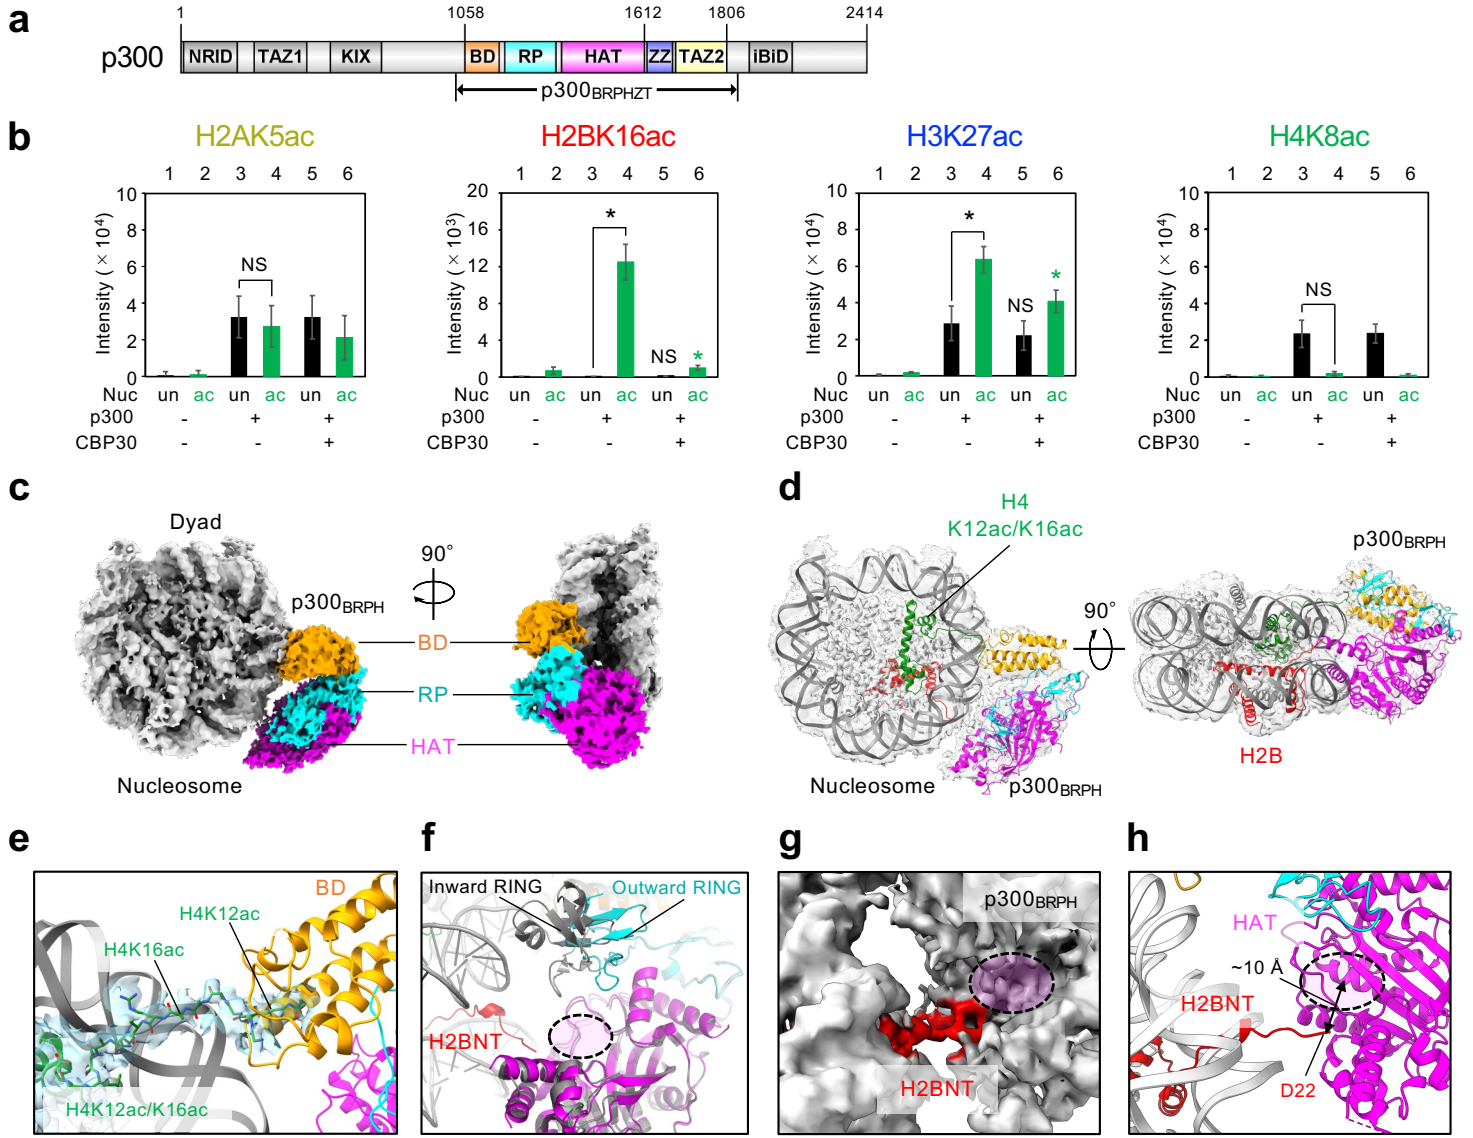 a
1 1058 1612 1806 2414
p300 NRID TAZ1 KIX BD RP HAT ZZ TAZ2 iBiD
p300BRPHZT
b
H2AK5ac H2BK16ac H3K27ac H4K8ac
1 2 3 4 5 6
1 2 3 4 5 6
1 2 3 4 5 6
1 2 3 4 5 6
Intensity (×10⁴)
10
8
6
4
2
0
NS
Intensity (×10³)
20
16
12
8
4
0
*
NS *
Intensity (×10⁴)
10
8
6
4
2
0
*
NS *
Intensity (×10⁴)
10
8
6
4
2
0
NS
Nuc un ac un ac un ac
p300 - + +
CBP30 - - +
Nuc un ac un ac un ac
p300 - + +
CBP30 - - +
Nuc un ac un ac un ac
p300 - + +
CBP30 - - +
Nuc un ac un ac un ac
p300 - + +
CBP30 - - +
c
Dyad
90°
p300BRPH
BD
RP
HAT
Nucleosome
d
H4
K12ac/K16ac
p300BRPH
90°
H2B
Nucleosome
p300BRPH
e
BD
H4K12ac
H4K16ac
H4K12ac/K16ac
f
Inward RING Outward RING
H2BNT
g
p300BRPH
H2BNT
h
HAT
~10 Å
H2BNT
D22